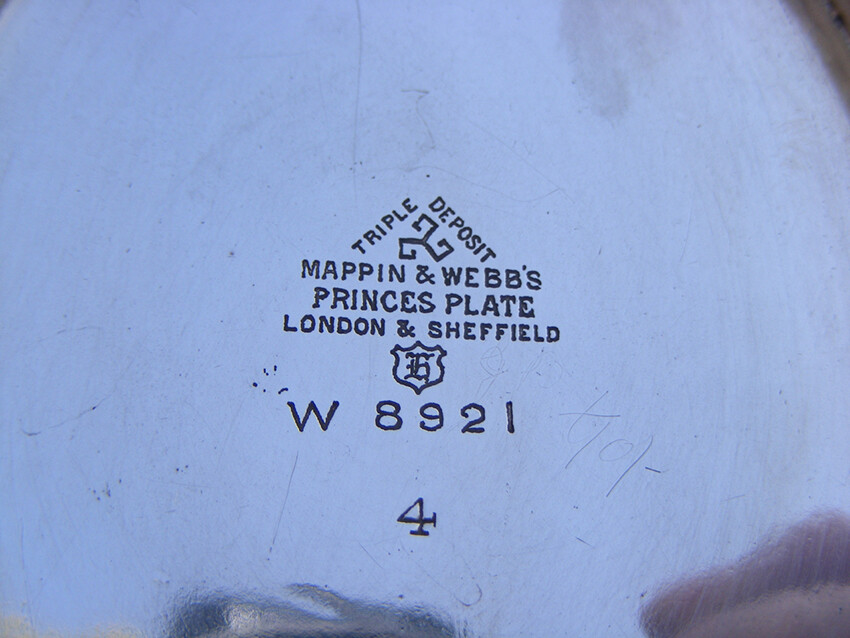 TRIPLE DEPOSIT
MAPPIN & WEBB'S
PRINCES PLATE
LONDON & SHEFFIELD
W 8921
4